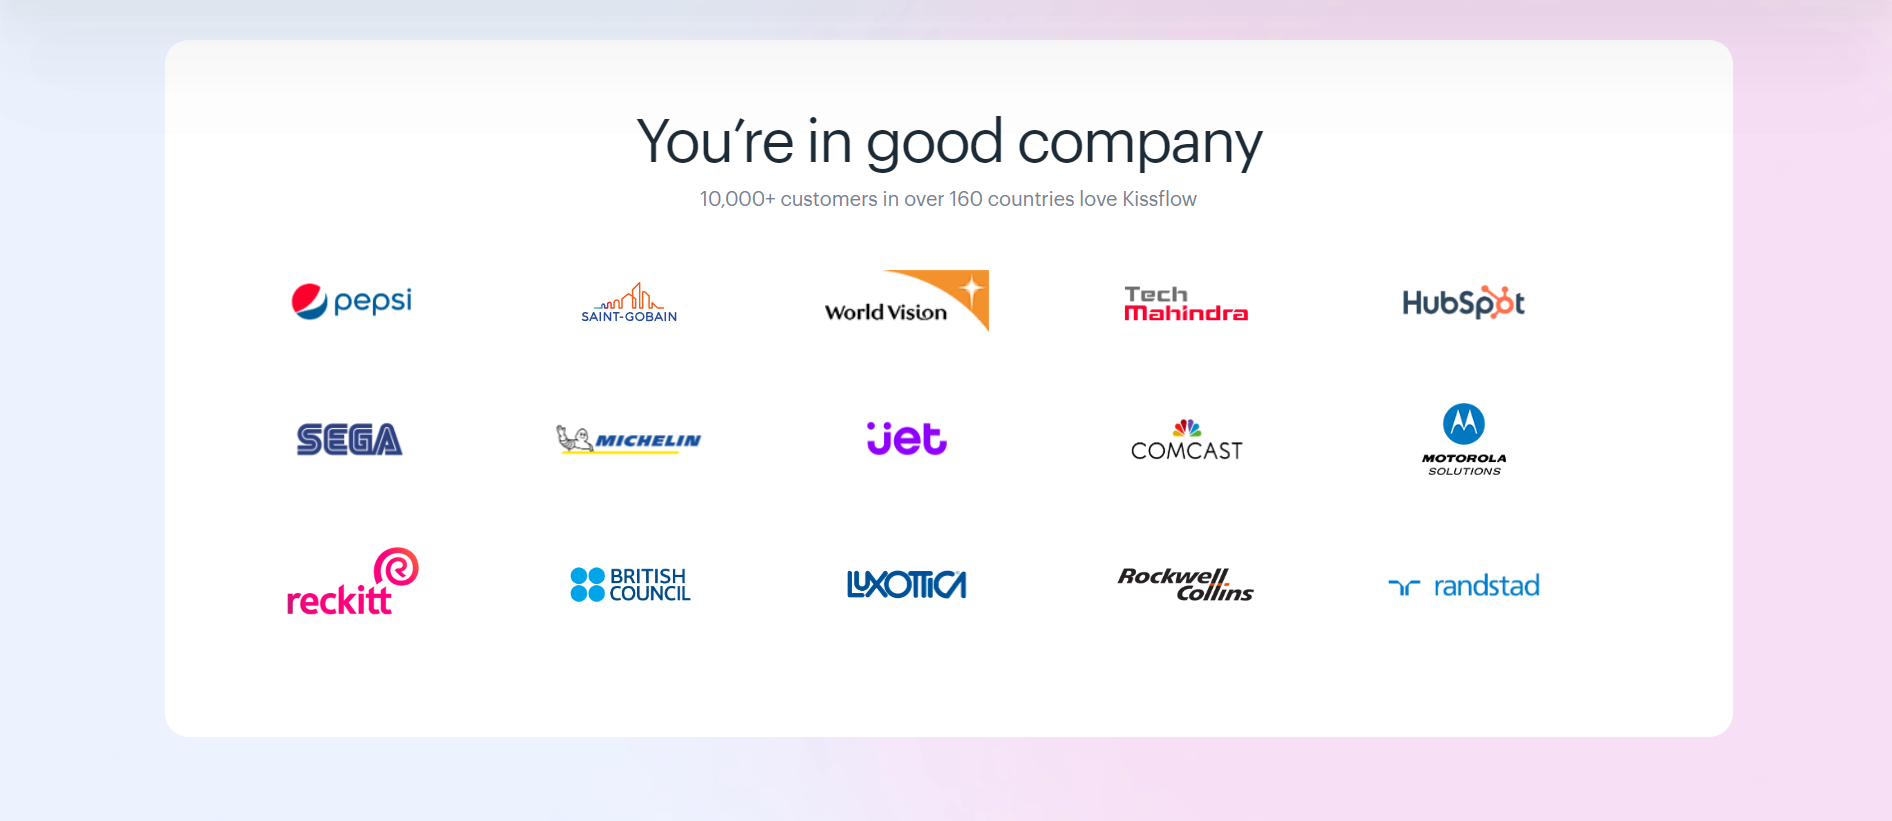 You’re in good company
10,000+ customers in over 160 countries love Kissflow
pepsi
SAINT-GOBAIN
World Vision
Tech
Mahindra
HubSpot
SEGA
MICHELIN
jet
COMCAST
MOTOROLA
SOLUTIONS
reckitt
BRITISH
COUNCIL
LUXOTTICA
Rockwell
Collins
randstad